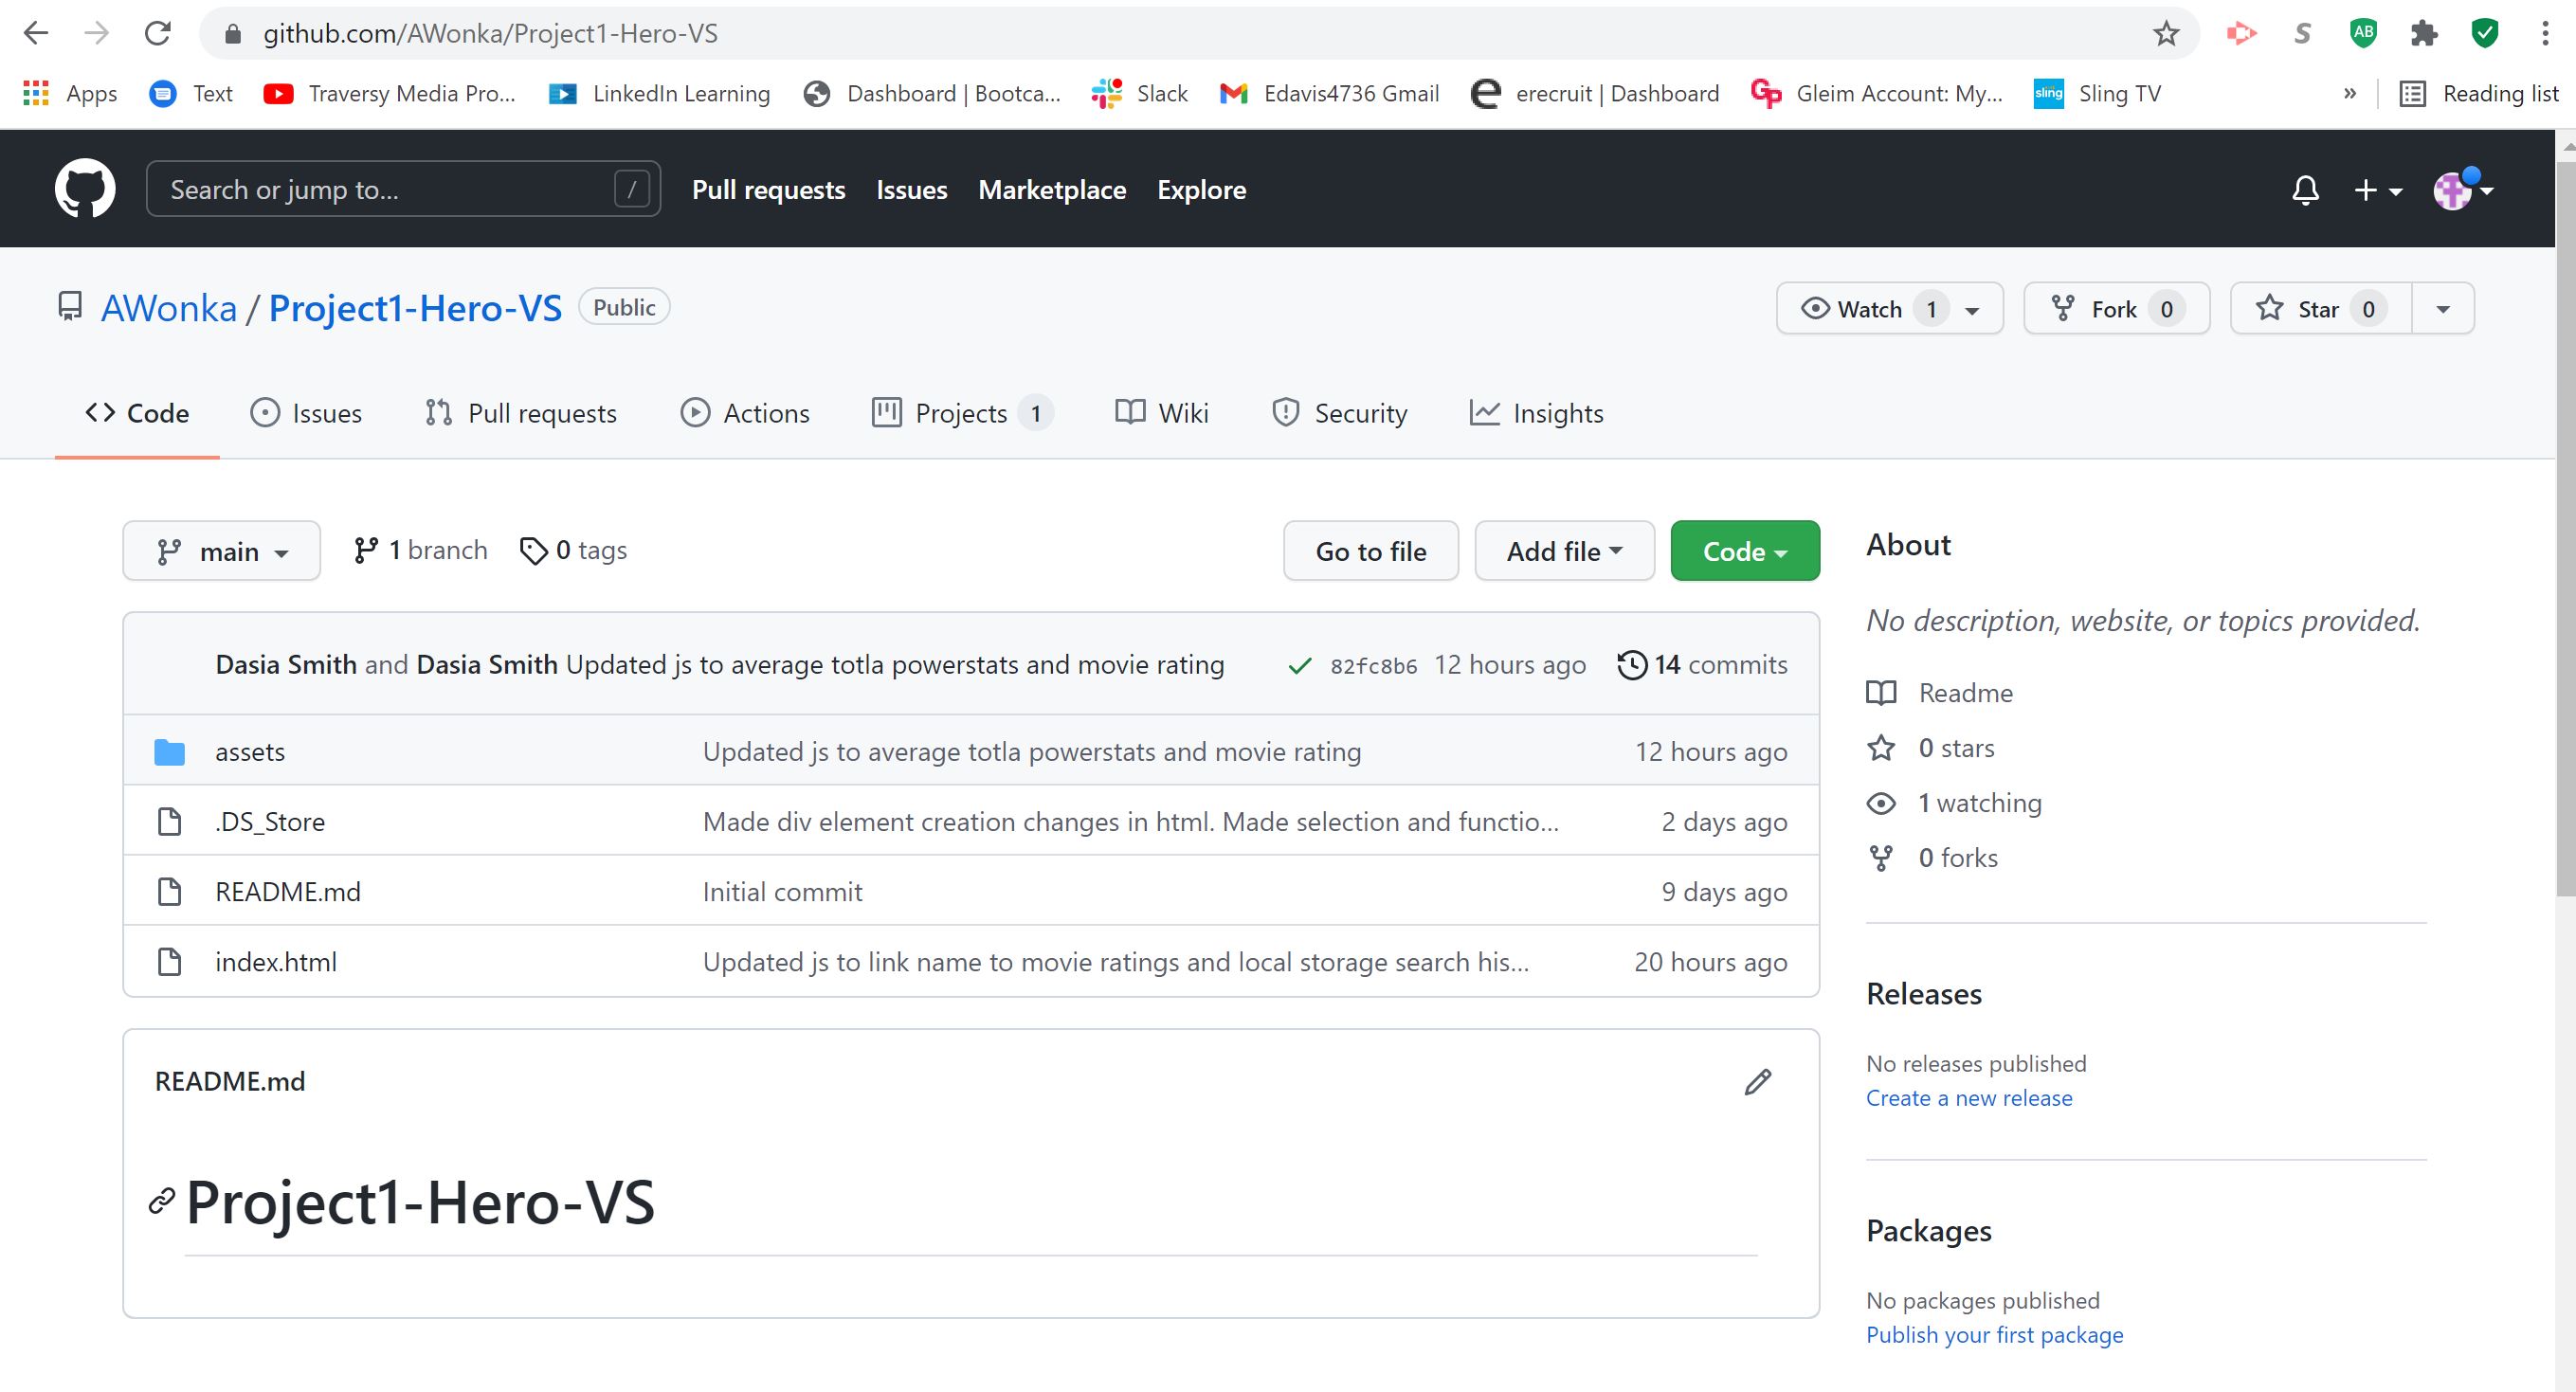 github.com/AWonka/Project1-Hero-VS
AB
Apps Text Traversy Media Pro... LinkedIn Learning Dashboard | Bootca... Slack Edavis4736 Gmail erecruit | Dashboard Gp Gleim Account: My... sling Sling TV » Reading list
Search or jump to... / Pull requests Issues Marketplace Explore
AWonka / Project1-Hero-VS Public Watch 1 Fork 0 Star 0
Code Issues Pull requests Actions Projects 1 Wiki Security Insights
main 1 branch 0 tags Go to file Add file Code
Dasia Smith and Dasia Smith Updated js to average totla powerstats and movie rating 82fc8b6 12 hours ago 14 commits
assets Updated js to average totla powerstats and movie rating 12 hours ago
.DS_Store Made div element creation changes in html. Made selection and functio... 2 days ago
README.md Initial commit 9 days ago
index.html Updated js to link name to movie ratings and local storage search his... 20 hours ago
README.md
Project1-Hero-VS
About
No description, website, or topics provided.
Readme
0 stars
1 watching
0 forks
Releases
No releases published
Create a new release
Packages
No packages published
Publish your first package